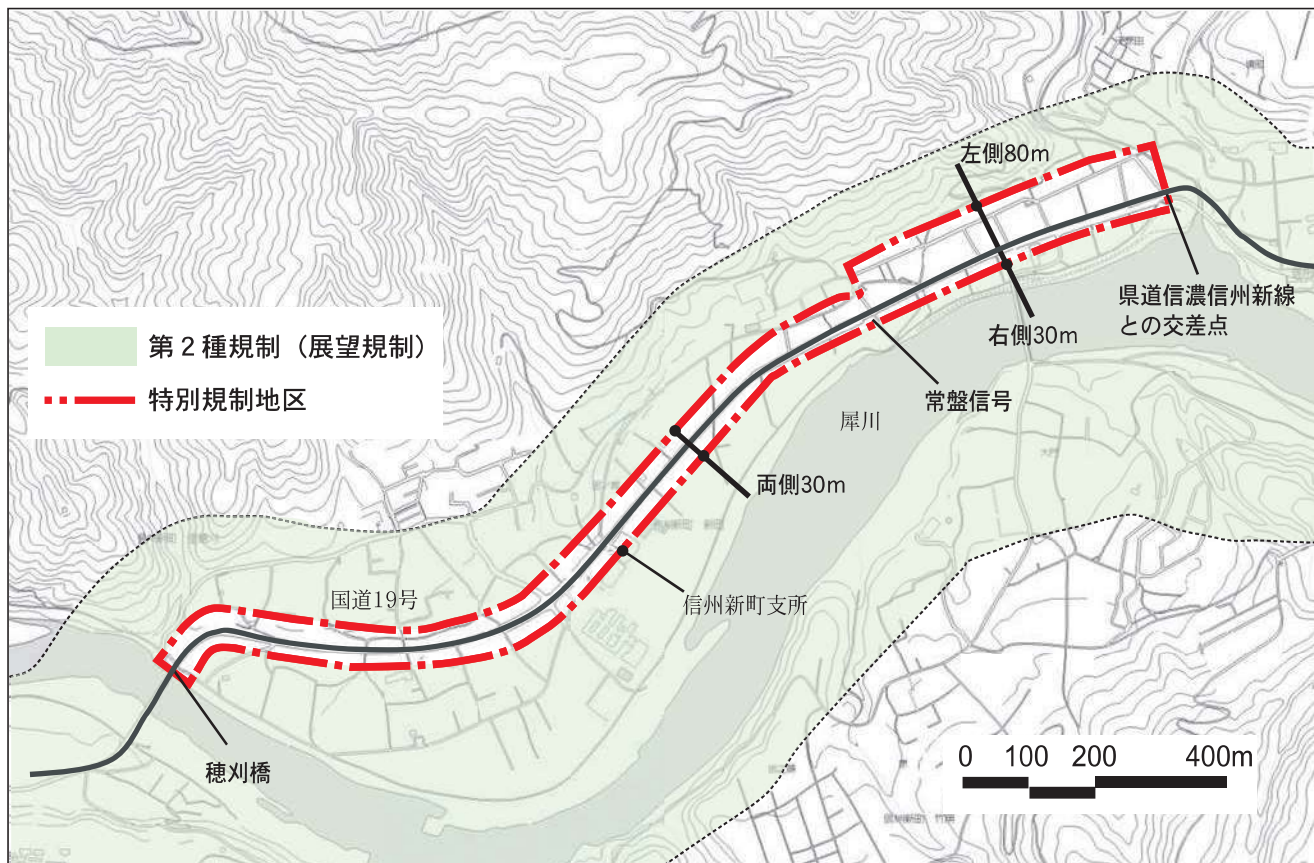 左側80m
県道信濃信州新線
との交差点
右側30m
第２種規制（展望規制）
特別規制地区
常盤信号
犀川
両側30m
信州新町支所
国道19号
穂刈橋
0 100 200 400m